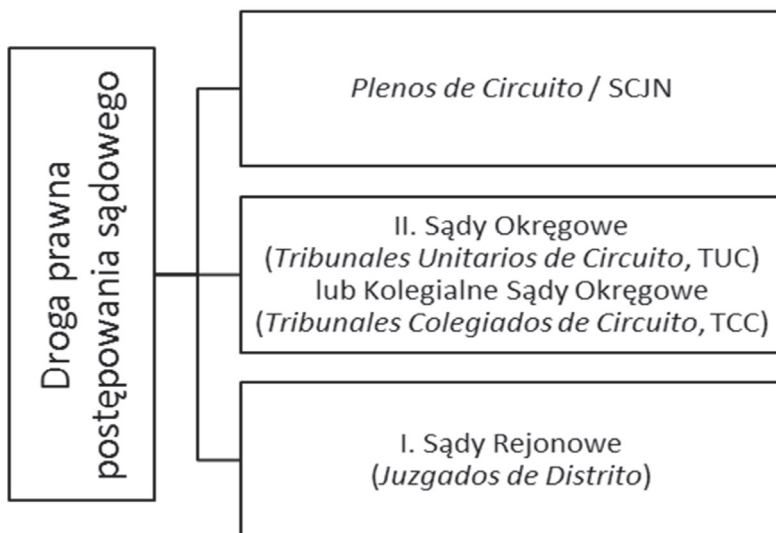 Droga prawna
postępowania sądowego
Plenos de Circuito / SCJN
II. Sądy Okręgowe
(Tribunales Unitarios de Circuito, TUC)
lub Kolegialne Sądy Okręgowe
(Tribunales Colegiados de Circuito, TCC)
I. Sądy Rejonowe
(Juzgados de Distrito)